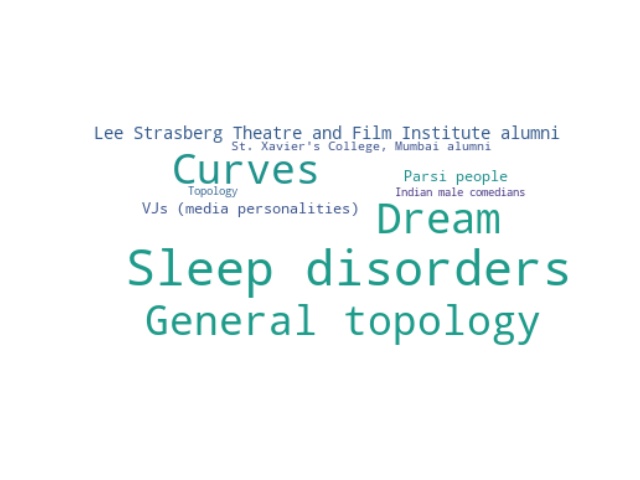 Lee Strasberg Theatre and Film Institute alumni
St. Xavier's College, Mumbai alumni
Curves
Parsi people
Topology
Indian male comedians
VJs (media personalities)
Dream
Sleep disorders
General topology